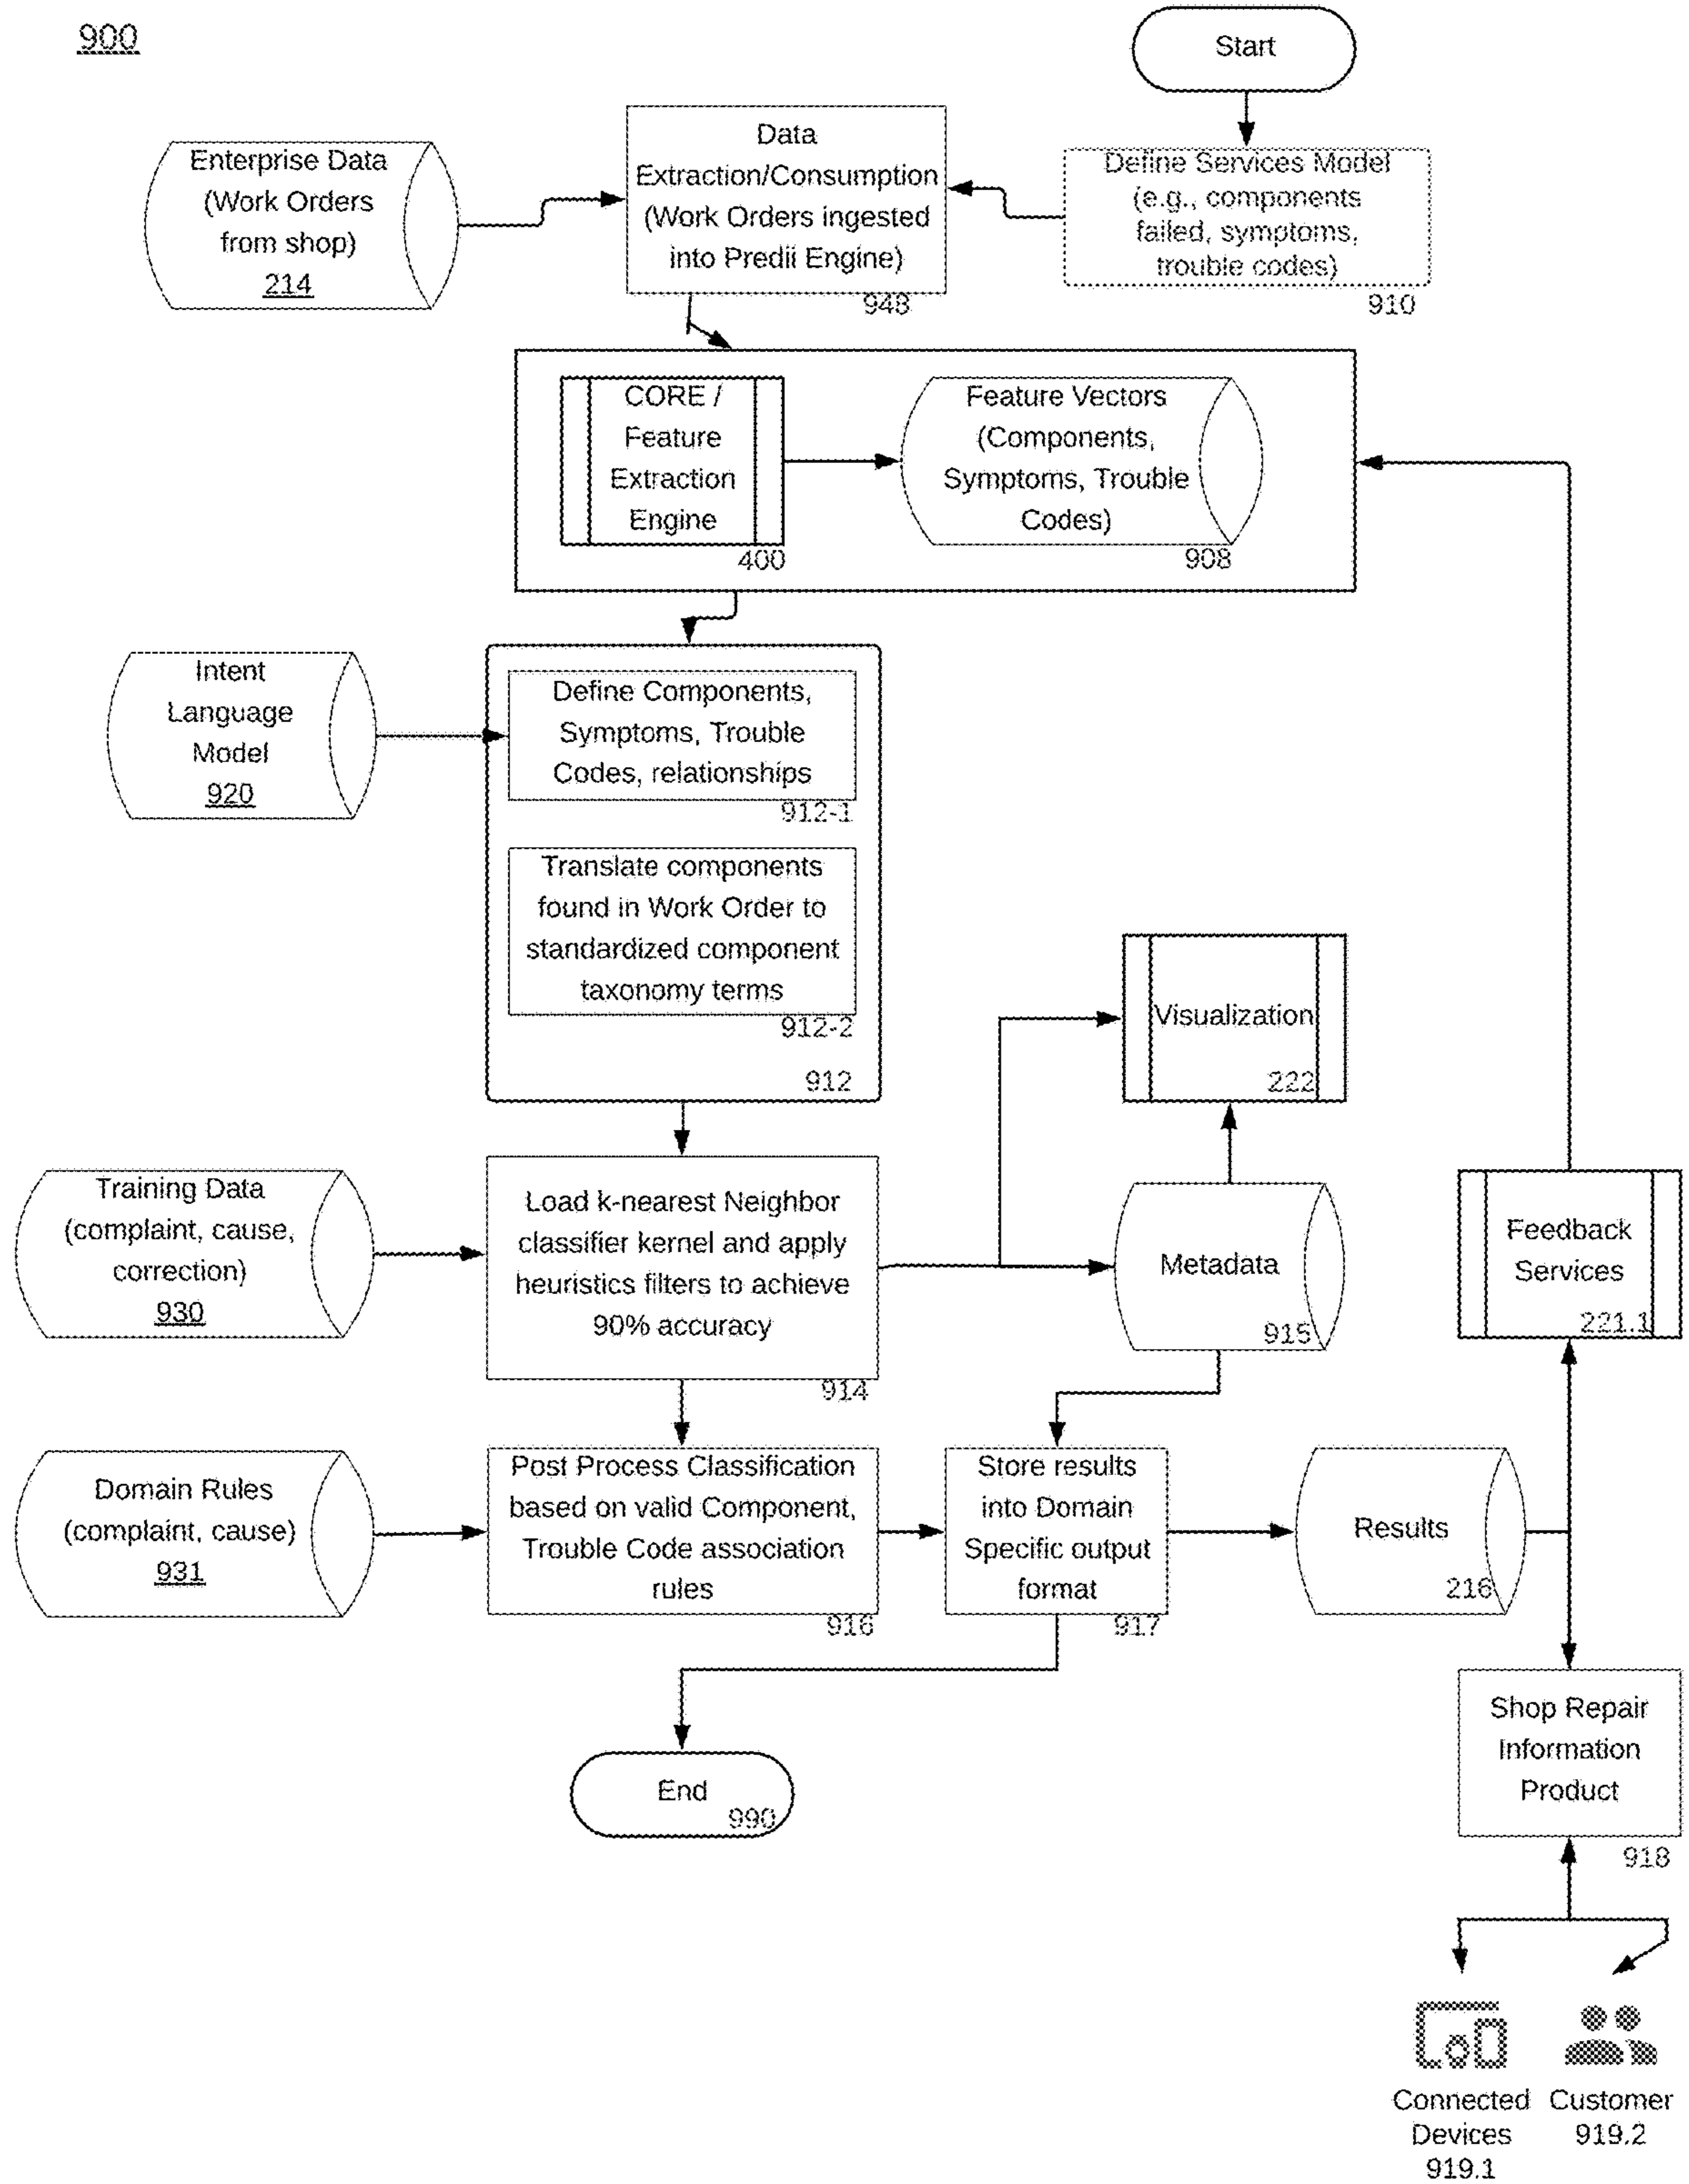 900
Start
Enterprise Data
(Work Orders
from shop)
214
Data
Extraction/Consumption
(Work Orders ingested
into Predii Engine)
948
Define Services Model
(e.g., components
failed, symptoms,
trouble codes)
910
CORE /
Feature
Extraction
Engine
400
Feature Vectors
(Components,
Symptoms, Trouble
Codes)
908
Intent
Language
Model
920
Define Components,
Symptoms, Trouble
Codes, relationships
912-1
Translate components
found in Work Order to
standardized component
taxonomy terms
912-2
912
Visualization
222
Training Data
(complaint, cause,
correction)
930
Load k-nearest Neighbor
classifier kernel and apply
heuristics filters to achieve
90% accuracy
914
Metadata
915
Feedback
Services
221.1
Domain Rules
(complaint, cause)
931
Post Process Classification
based on valid Component,
Trouble Code association
rules
916
Store results
into Domain
Specific output
format
917
Results
216
Shop Repair
Information
Product
918
End
990
Connected
Devices
919.1
Customer
919.2